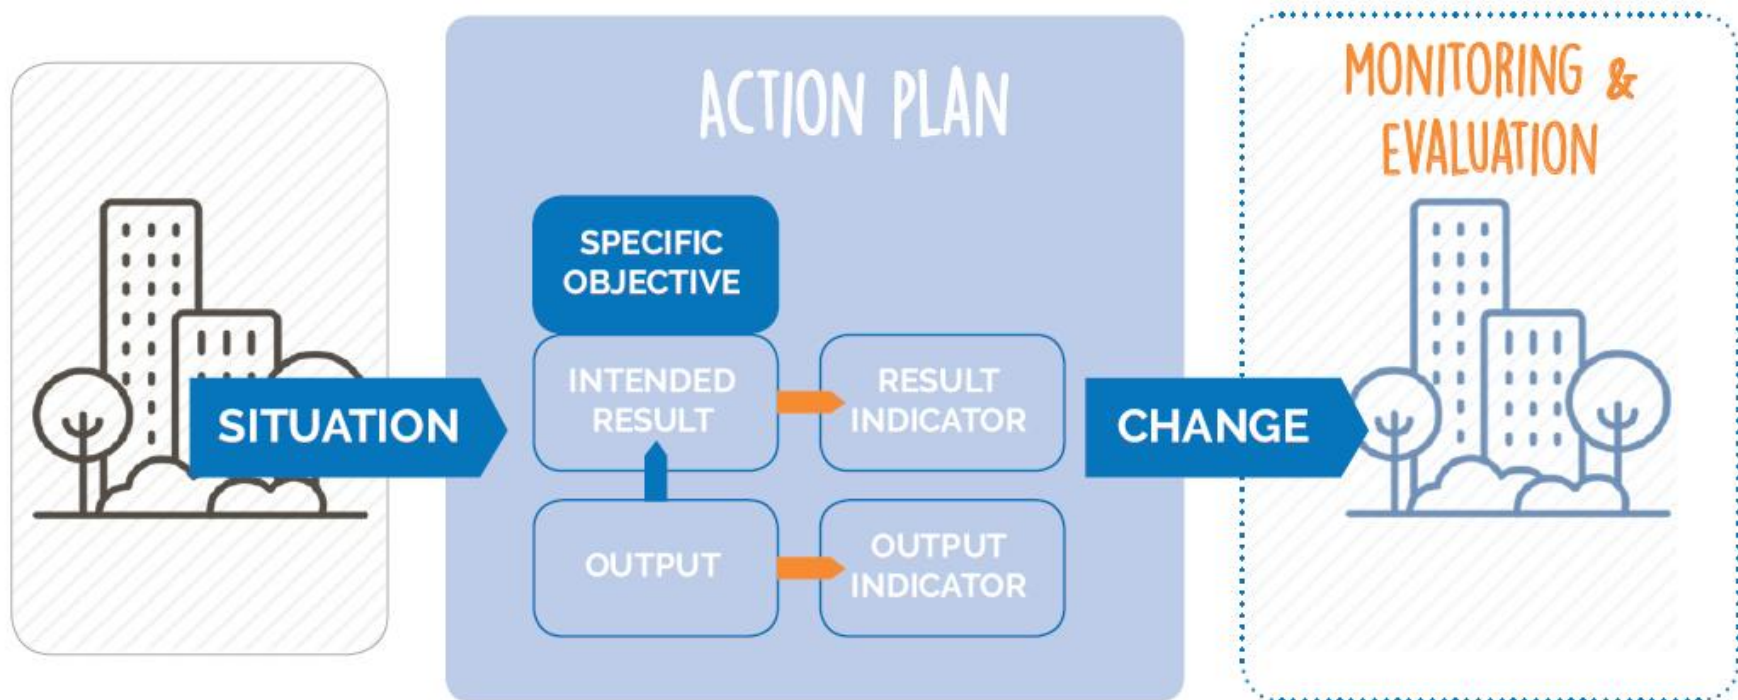 ACTION PLAN
MONITORING &
EVALUATION
SPECIFIC
OBJECTIVE
SITUATION
INTENDED
RESULT
RESULT
INDICATOR
CHANGE
OUTPUT
OUTPUT
INDICATOR